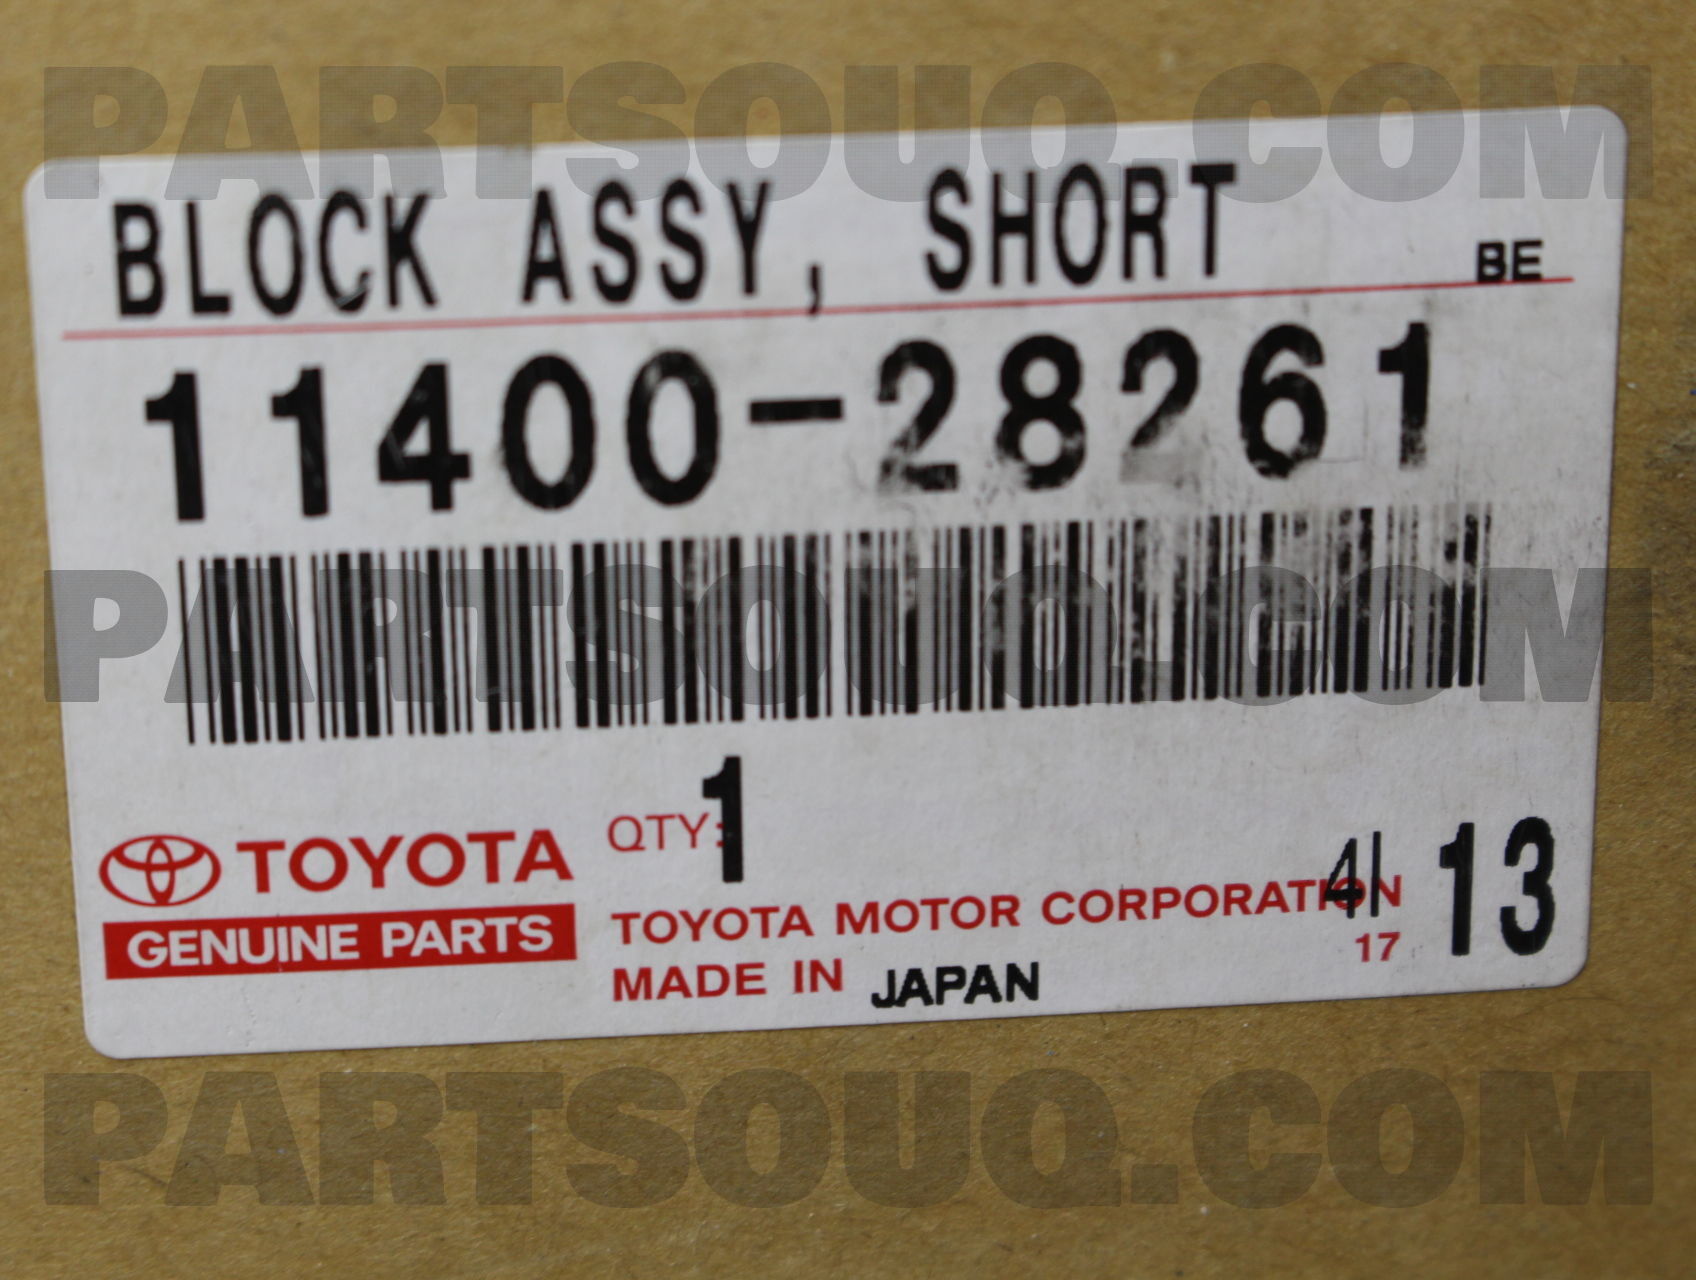 PARTSOUQ.COM
BLOCK ASSY, SHORT
BE
11400-28261
PARTSOUQ.COM
QTY: 1
TOYOTA
GENUINE PARTS
TOYOTA MOTOR CORPORATION
41
17
13
MADE IN JAPAN
PARTSOUQ.COM